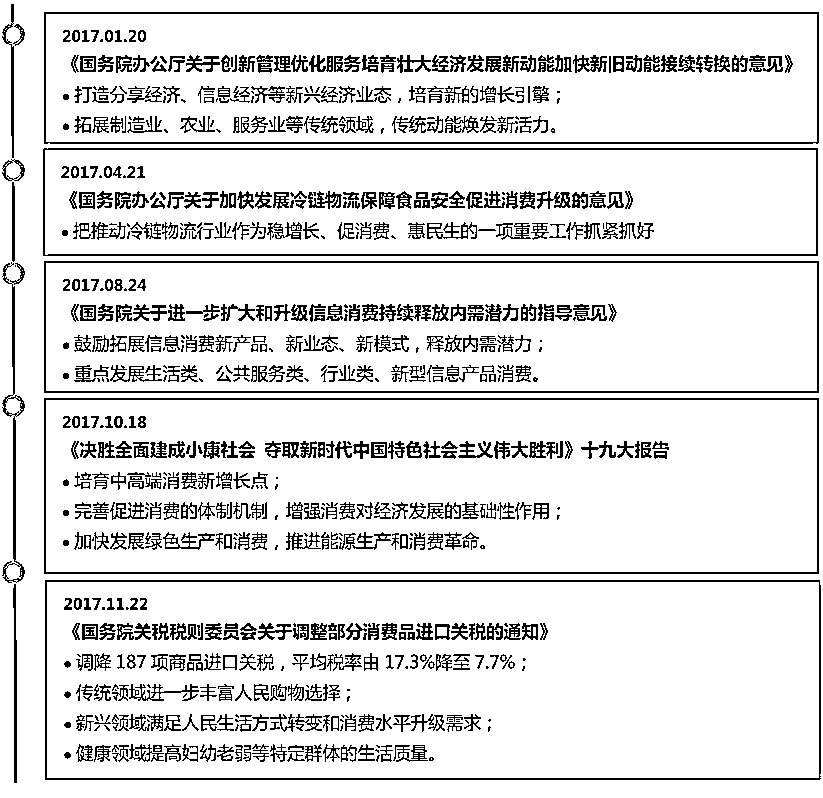 2017.01.20
《国务院办公厅关于创新管理优化服务培育壮大经济发展新动能加快新旧动能接续转换的意见》
• 打造分享经济、信息经济等新兴经济业态，培育新的增长引擎；
• 拓展制造业、农业、服务业等传统领域，传统动能焕发新活力。
2017.04.21
《国务院办公厅关于加快发展冷链物流保障食品安全促进消费升级的意见》
• 把推动冷链物流行业作为稳增长、促消费、惠民生的一项重要工作抓紧抓好
2017.08.24
《国务院关于进一步扩大和升级信息消费持续释放内需潜力的指导意见》
• 鼓励拓展信息消费新产品、新业态、新模式，释放内需潜力；
• 重点发展生活类、公共服务类、行业类、新型信息产品消费。
2017.10.18
《决胜全面建成小康社会 夺取新时代中国特色社会主义伟大胜利》十九大报告
• 培育中高端消费新增长点；
• 完善促进消费的体制机制，增强消费对经济发展的基础性作用；
• 加快发展绿色生产和消费，推进能源生产和消费革命。
2017.11.22
《国务院关税税则委员会关于调整部分消费品进口关税的通知》
• 调降 187 项商品进口关税，平均税率由 17.3%降至 7.7%；
• 传统领域进一步丰富人民购物选择；
• 新兴领域满足人民生活方式转变和消费水平升级需求；
• 健康领域提高妇幼老弱等特定群体的生活质量。